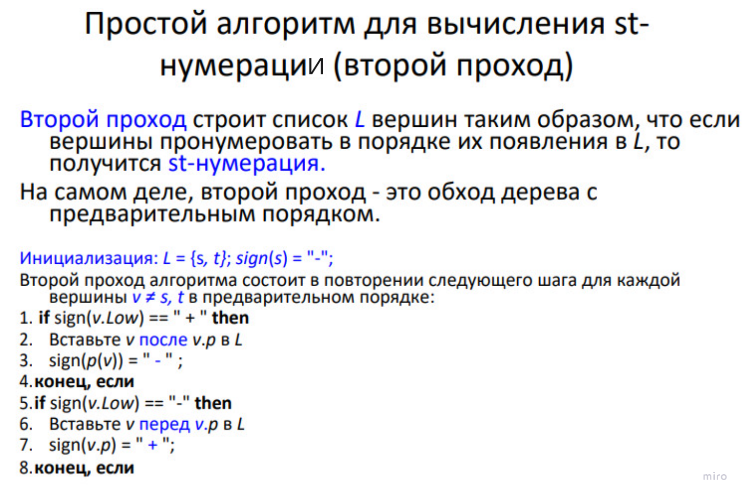 Простой алгоритм для вычисления st-
нумерации (второй проход)
Второй проход строит список L вершин таким образом, что если
вершины пронумеровать в порядке их появления в L, то
получится st-нумерация.
На самом деле, второй проход - это обход дерева с
предварительным порядком.
Инициализация: L = {s, t}; sign(s) = "-";
Второй проход алгоритма состоит в повторении следующего шага для каждой
вершины v ≠ s, t в предварительном порядке:
1. if sign(v.Low) == " + " then
2. Вставьте v после v.p в L
3. sign(p(v)) = " - " ;
4.конец, если
5.if sign(v.Low) == "-" then
6. Вставьте v перед v.p в L
7. sign(v.p) = " + ";
8.конец, если
miro